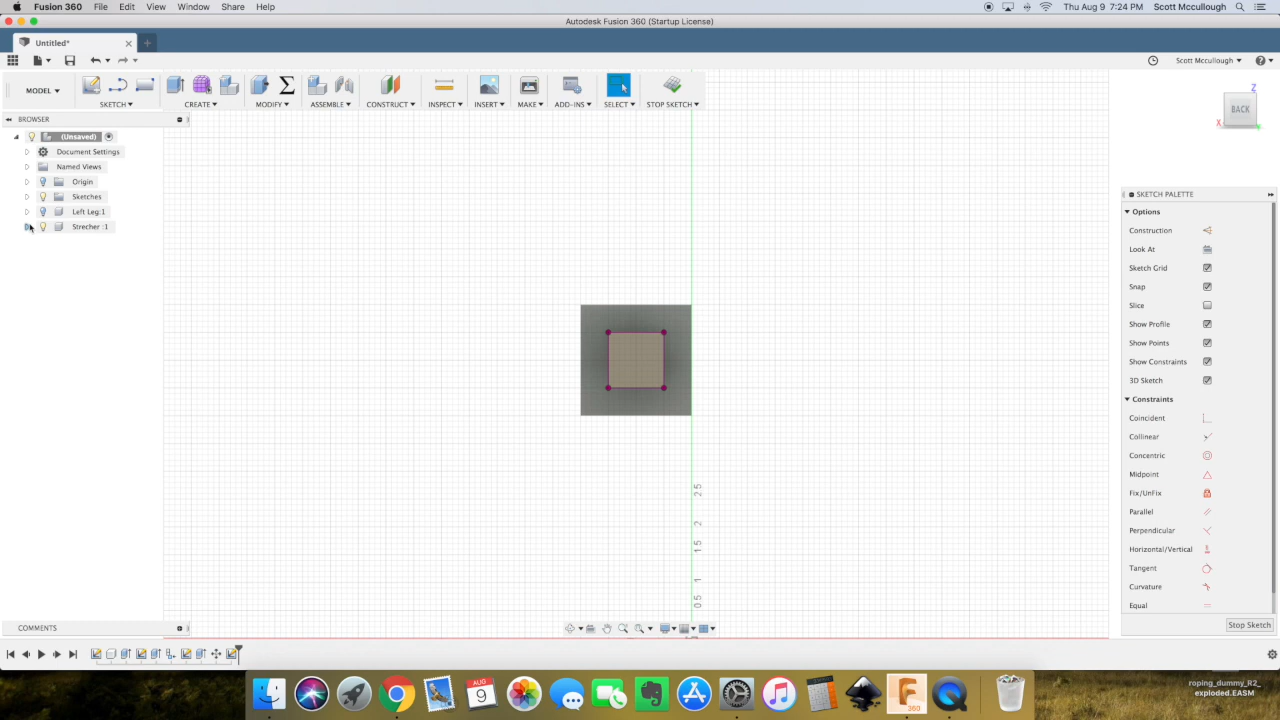 Fusion 360 File Edit View Window Share Help Thu Aug 9 7:24 PM Scott Mccullough
Autodesk Fusion 360 (Startup License)
Untitled*
Scott Mccullough
MODEL SKETCH CREATE MODIFY ASSEMBLE CONSTRUCT INSPECT INSERT MAKE ADD-INS SELECT STOP SKETCH
BROWSER
(Unsaved)
Document Settings
Named Views
Origin
Sketches
Left Leg:1
Strecher :1
Z
BACK
X Y
SKETCH PALETTE
Options
Construction
Look At
Sketch Grid
Snap
Slice
Show Profile
Show Points
Show Constraints
3D Sketch
Constraints
Coincident
Collinear
Concentric
Midpoint
Fix/UnFix
Parallel
Perpendicular
Horizontal/Vertical
Tangent
Curvature
Equal
Stop Sketch
2.5
2
1.5
1
0.5
COMMENTS
AUG
9
F
360
roping_dummy_R2_
exploded.EASM